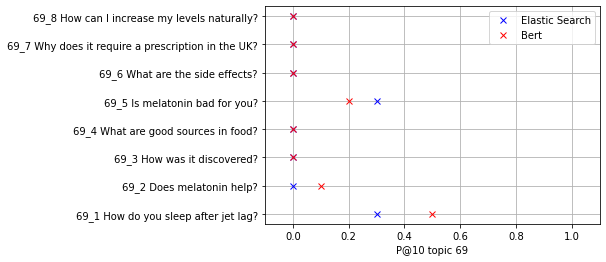 69_8 How can I increase my levels naturally?
69_7 Why does it require a prescription in the UK?
69_6 What are the side effects?
69_5 Is melatonin bad for you?
69_4 What are good sources in food?
69_3 How was it discovered?
69_2 Does melatonin help?
69_1 How do you sleep after jet lag?
Elastic Search
Bert
0.0 0.2 0.4 0.6 0.8 1.0
P@10 topic 69